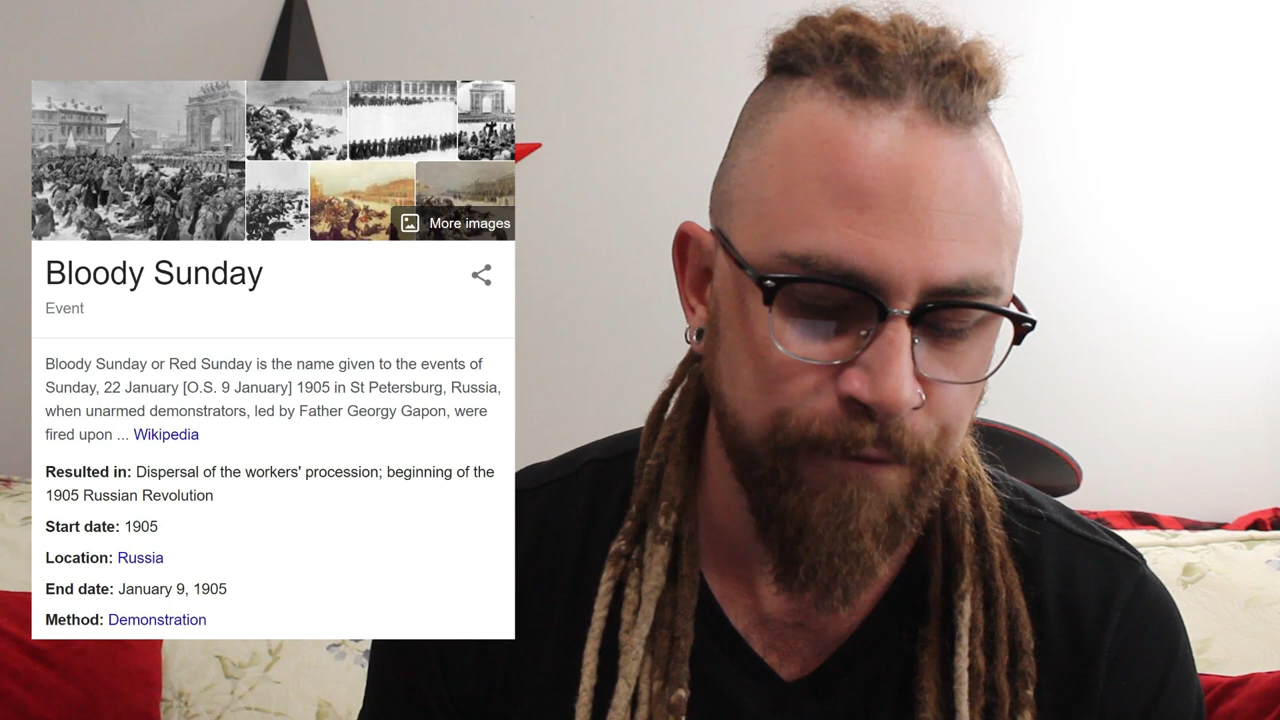 More images
Bloody Sunday
Event
Bloody Sunday or Red Sunday is the name given to the events of
Sunday, 22 January [O.S. 9 January] 1905 in St Petersburg, Russia,
when unarmed demonstrators, led by Father Georgy Gapon, were
fired upon ... Wikipedia
Resulted in: Dispersal of the workers' procession; beginning of the
1905 Russian Revolution
Start date: 1905
Location: Russia
End date: January 9, 1905
Method: Demonstration